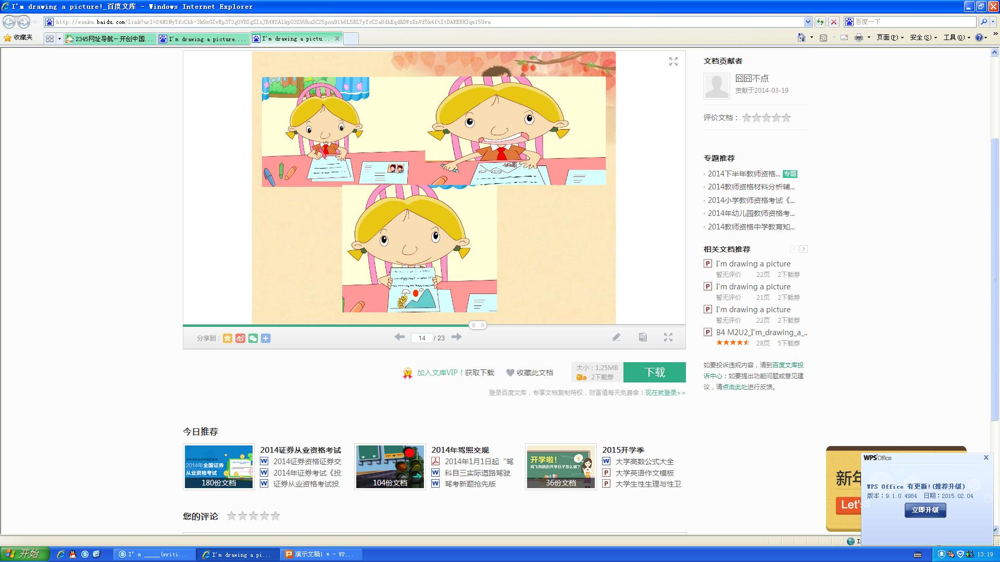 I'm drawing a picture!_百度文库 - Windows Internet Explorer
百度一下
收藏夹
2345网址导航－开创中国...
I'm drawing a picture....
I'm drawing a pictu...
页面(P)
安全(S)
工具(O)
文档贡献者
囧囧不点
贡献于2014-03-19
评价文档：
专题推荐
2014下半年教师资格... 专题
2014教师资格材料分析辅...
2014小学教师资格考试《...
2014年幼儿园教师资格考...
2014教师资格中学教育知...
相关文档推荐
I'm drawing a picture
暂无评价 22页 2下载券
I'm drawing a picture
暂无评价 21页 2下载券
I'm drawing a picture
暂无评价 22页 2下载券
B4 M2U2_I'm_drawing_a_..
28页 5下载券
如要投诉违规内容，请到百度文库投
诉中心；如要提出功能问题或意见建
议，请点击此处进行反馈。
分享到：
14 / 23
加入文库VIP！获取下载
收藏此文档
大小：1.25MB
2下载券
下载
登录百度文库，专享文档复制特权，财富值每天免费拿！现在就登录>>
今日推荐
2014年全国证券
从业资格考试
180份文档
2014证券从业资格考试
2014证券资格证券交
2014年证券考试《投
证券从业资格考试投
104份文档
2014年驾照交规
2014年1月1日起“驾
科目三实际道路驾驶
驾考新题抢先版
开学啦！
鸡飞狗跳的开学日子怎么破？
36份文档
2015开学季
大学高数公式大全
大学英语作文模板
大学生性生理与性卫
您的评论
新年
Let's
WPS Office
WPS Office 有更新!(推荐升级)
版本：9.1.0.4984 日期：2015.02.04
立即升级
开始
I'm _____(writi...
I'm drawing a pi...
演示文稿1 * - WP...
13:19